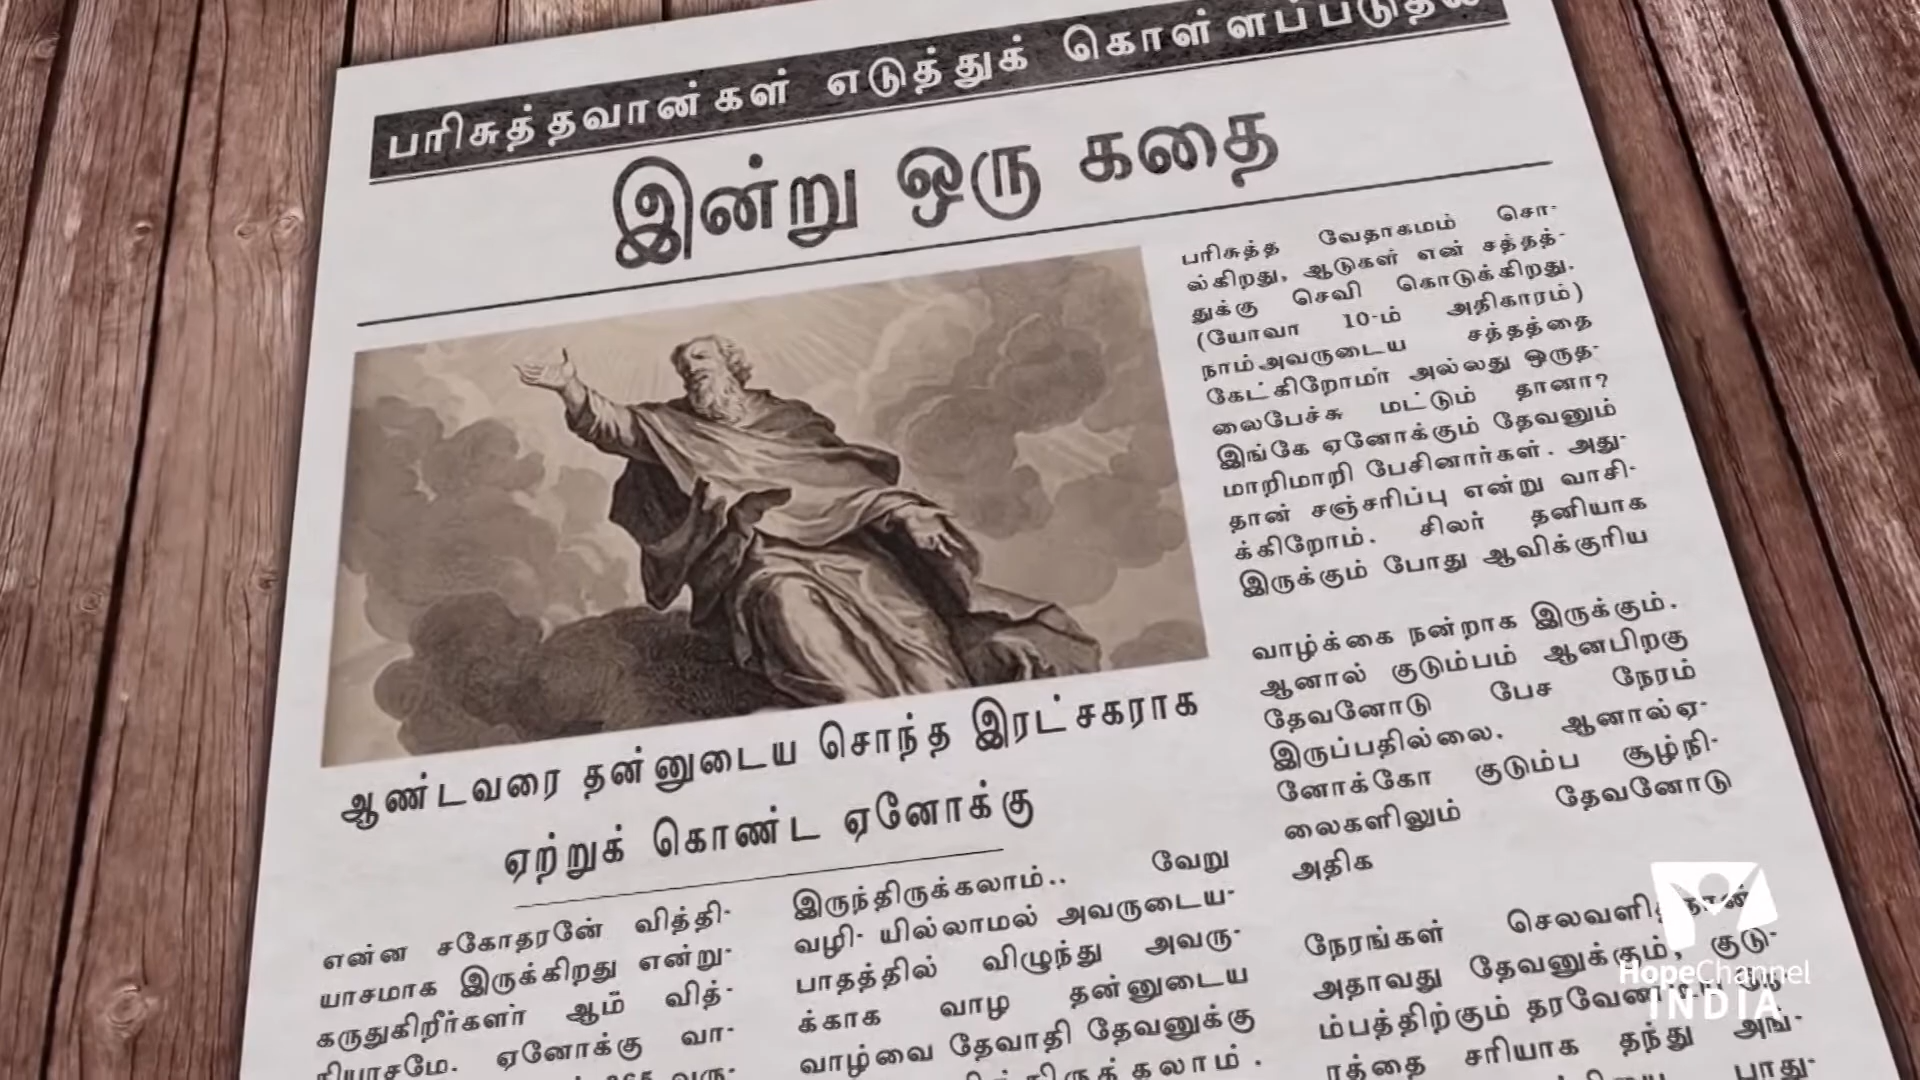 பரிசுத்தவான்கள் எடுத்துக் கொள்ளப்படுதல்
இன்று ஒரு கதை
ஆண்டவரை தன்னுடைய சொந்த இரட்சகராக
ஏற்றுக் கொண்ட ஏனோக்கு
என்ன சகோதரனே வித்தி-
யாசமாக இருக்கிறது என்று-
கருதுகிறீர்களா ஆம் வித்-
தியாசமே. ஏனோக்கு வா-
இருந்திருக்கலாம்.. வேறு
வழி- யில்லாமல் அவருடைய-
பாதத்தில் விழுந்து அவரு-
க்காக வாழ தன்னுடைய
வாழ்வை தேவாதி தேவனுக்கு
பரிசுத்த வேதாகமம் சொ-
ல்கிறது, ஆடுகள் என் சத்தத்-
துக்கு செவி கொடுக்கிறது.
(யோவா 10-ம் அதிகாரம்)
நாம்அவருடைய சத்தத்தை
கேட்கிறோமா அல்லது ஒருத-
லைபேச்சு மட்டும் தானா?
இங்கே ஏனோக்கும் தேவனும்
மாறிமாறி பேசினார்கள். அது-
தான் சஞ்சரிப்பு என்று வாசி-
க்கிறோம். சிலர் தனியாக
இருக்கும் போது ஆவிக்குரிய
வாழ்க்கை நன்றாக இருக்கும்.
ஆனால் குடும்பம் ஆனபிறகு
தேவனோடு பேச நேரம்
இருப்பதில்லை. ஆனால்ஏ-
னோக்கோ குடும்ப சூழ்நி-
லைகளிலும் தேவனோடு
அதிக
நேரங்கள்
அதாவது தேவனுக்கும், குடு-
ம்பத்திற்கும்
ரத்தை சரியாக தந்து அங்-
HopeChannel
INDIA